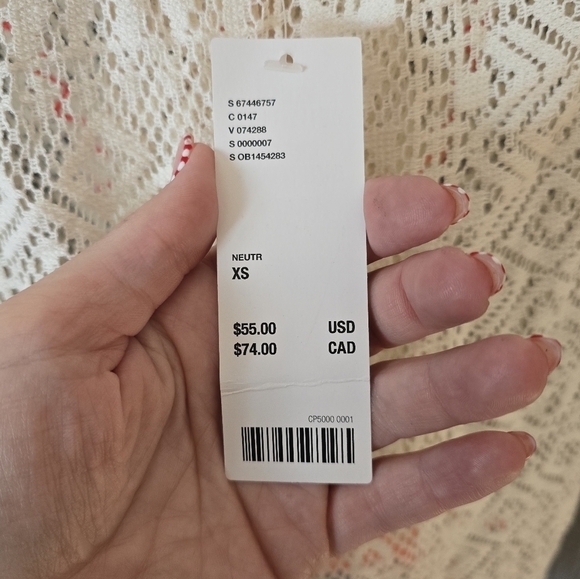 S 67446757
C 0147
V 074288
S 0000007
S OB1454283
NEUTR
XS
$55.00 USD
$74.00 CAD
CP5000 0001